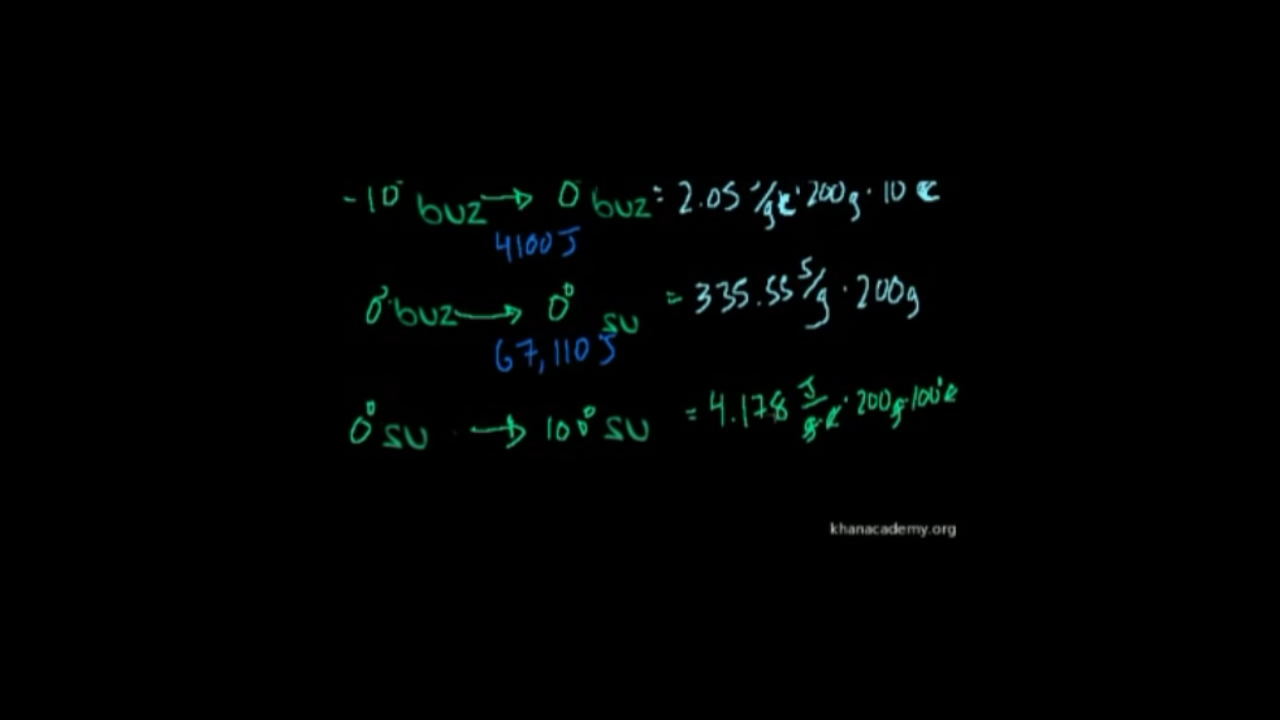 -10° buz → 0° buz = 2.05 J/gK · 200g · 10 K
4100 J
0° buz → 0° su = 335.55 J/g · 200g
67,110 J
0° su → 100° su = 4.178 J/g·K · 200g · 100°K
khanacademy.org